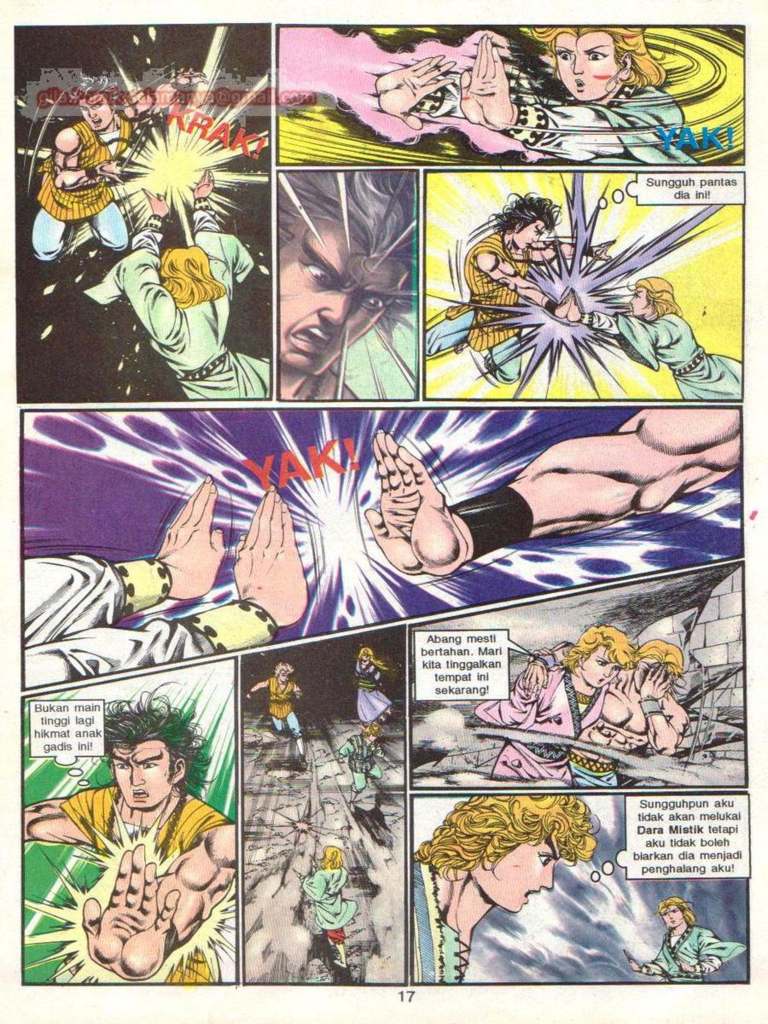 KRAK!
YAK!
Sungguh pantas
dia ini!
YAK!
Abang mesti
bertahan. Mari
kita tinggalkan
tempat ini
sekarang!
Bukan main
tinggi lagi
hikmat anak
gadis ini!
Sungguhpun aku
tidak akan melukai
Dara Mistik tetapi
aku tidak boleh
biarkan dia menjadi
penghalang aku!
17